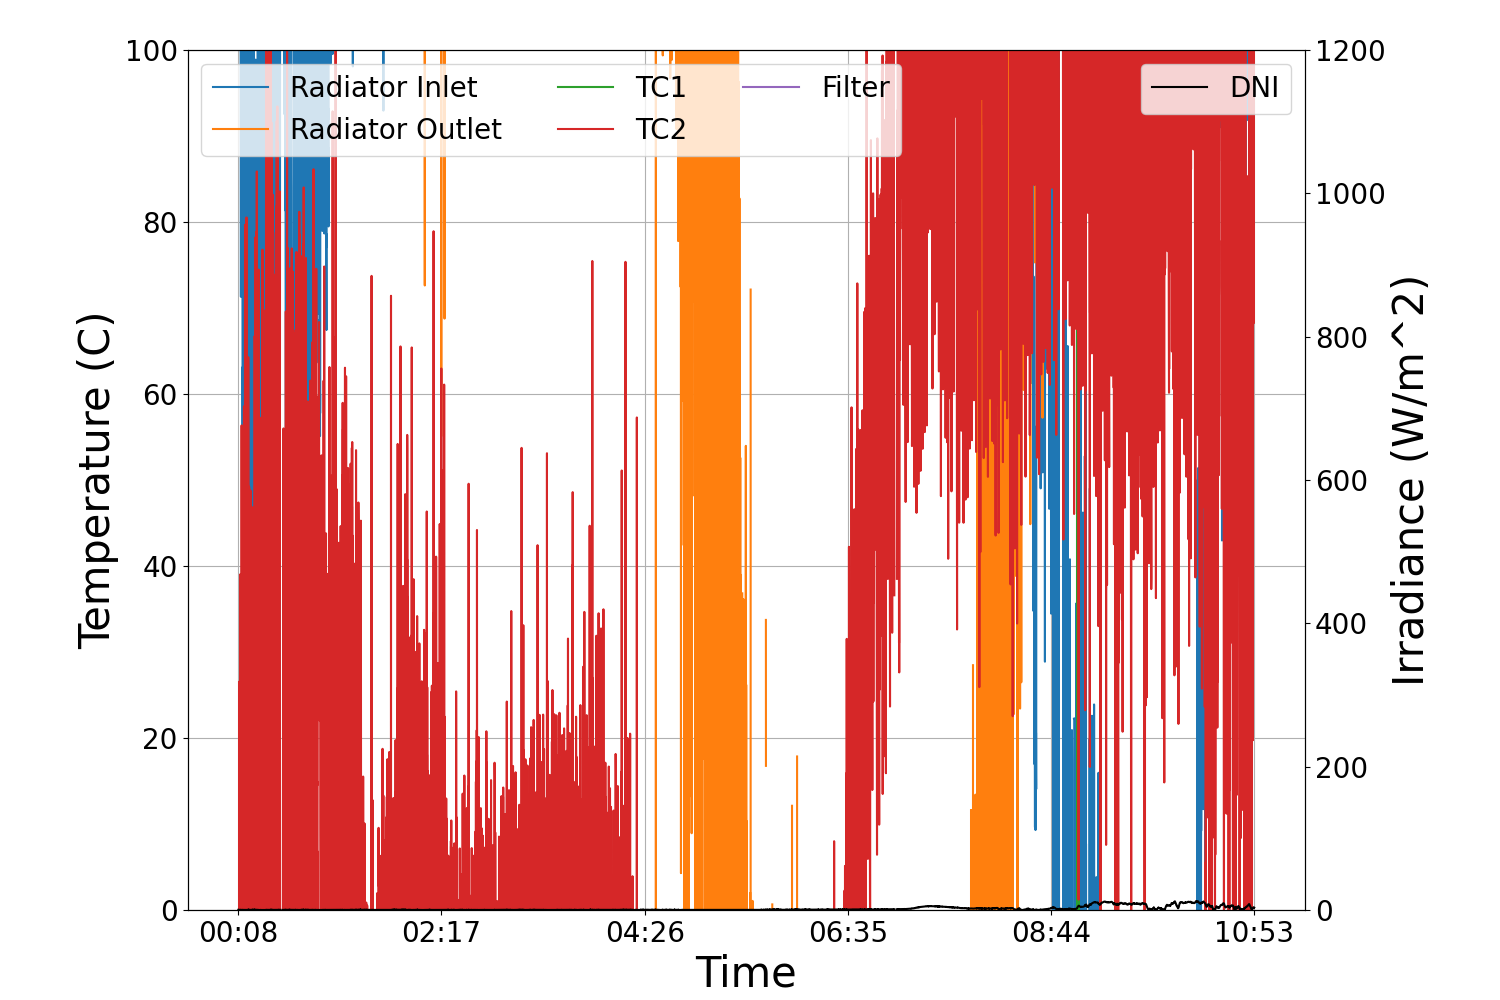 100
80
60
40
20
0
Temperature (C)
Radiator Inlet
Radiator Outlet
TC1
TC2
Filter
DNI
1200
1000
800
600
400
200
0
Irradiance (W/m^2)
00:08
02:17
04:26
06:35
08:44
10:53
Time